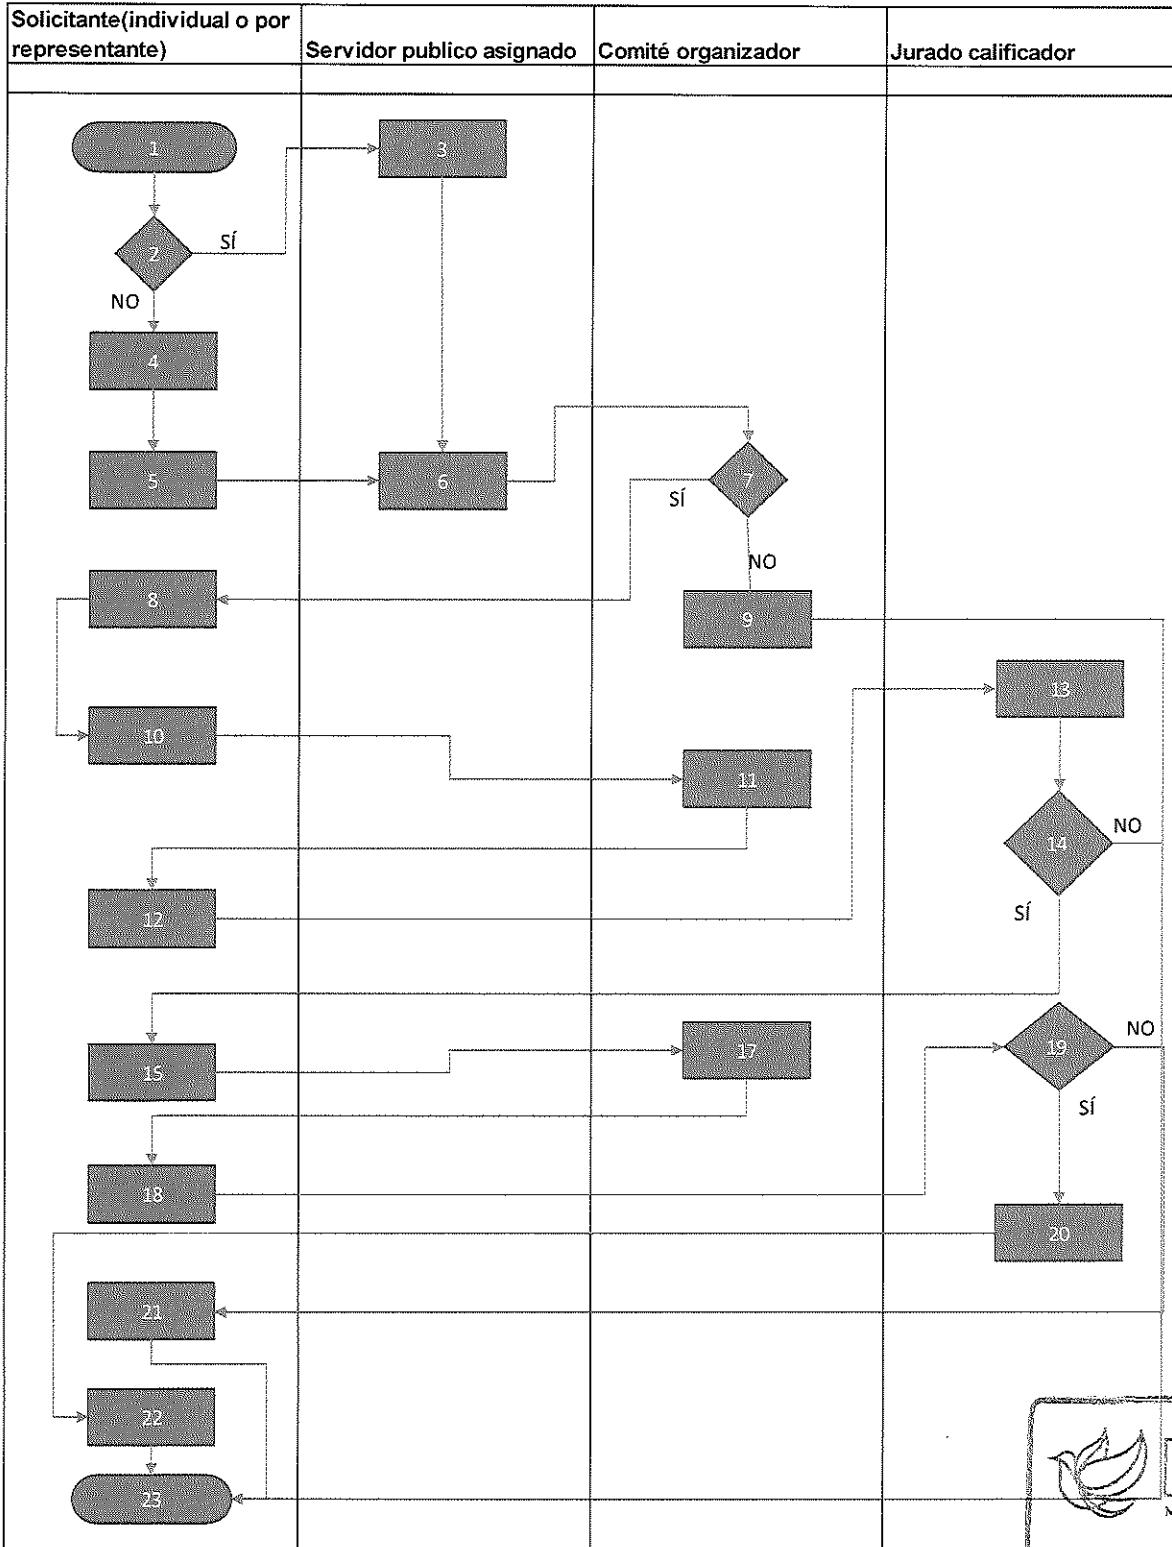 Solicitante(individual o por
representante)
Servidor publico asignado
Comité organizador
Jurado calificador
1
3
2
SÍ
NO
4
5
6
7
SÍ
NO
8
9
13
10
11
14
NO
12
SÍ
15
17
19
NO
SÍ
18
20
21
22
23